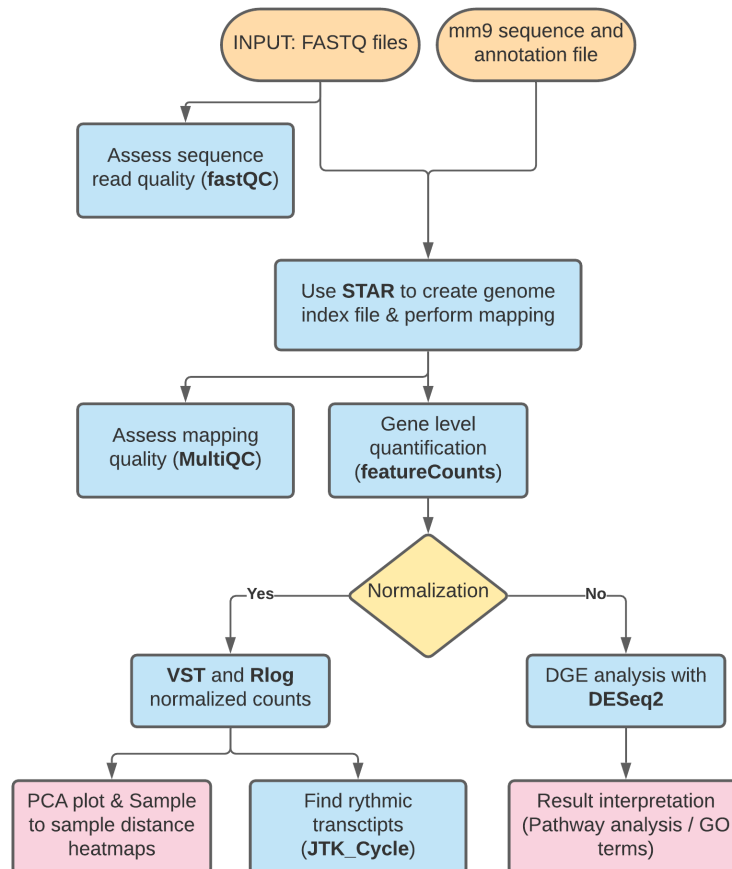 INPUT: FASTQ files
mm9 sequence and
annotation file
Assess sequence
read quality (fastQC)
Use STAR to create genome
index file & perform mapping
Assess mapping
quality (MultiQC)
Gene level
quantification
(featureCounts)
Normalization
Yes
No
VST and Rlog
normalized counts
DGE analysis with
DESeq2
PCA plot & Sample
to sample distance
heatmaps
Find rythmic
transctipts
(JTK_Cycle)
Result interpretation
(Pathway analysis / GO
terms)